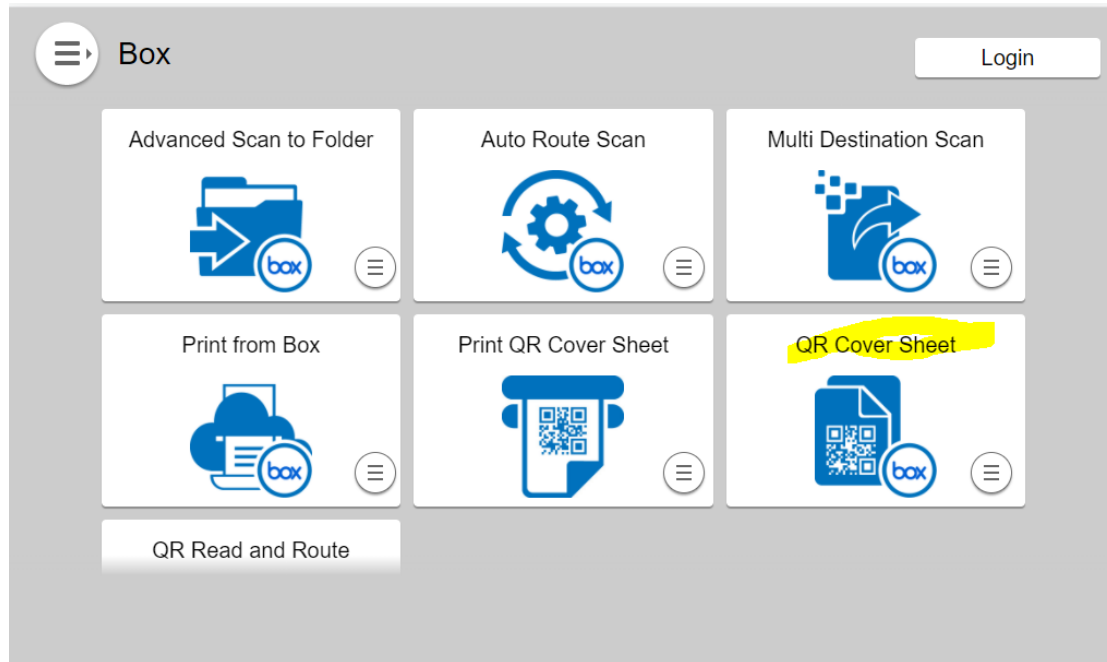 Box
Login
Advanced Scan to Folder
Auto Route Scan
Multi Destination Scan
box
box
box
Print from Box
Print QR Cover Sheet
QR Cover Sheet
box
box
QR Read and Route